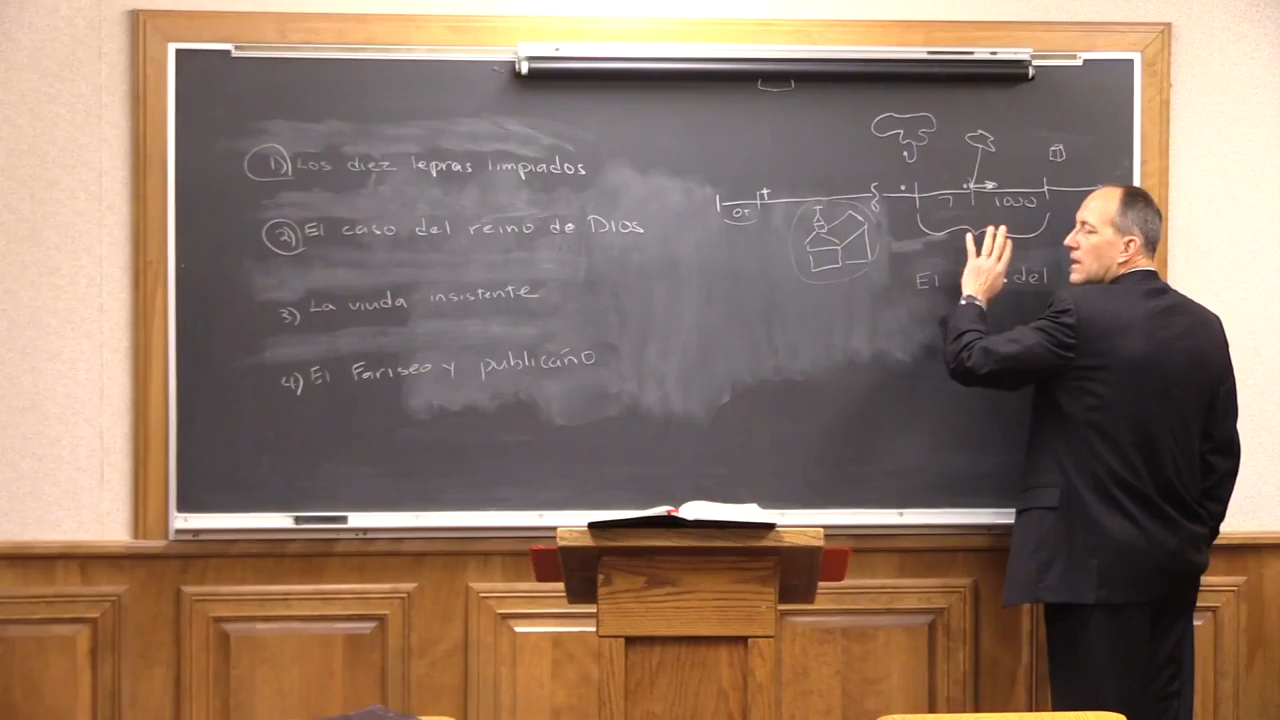 1) Los diez lepras limpiados
2) El caso del reino de Dios
3) La viuda insistente
4) El Fariseo y publicano
OT
7
1000
El
del